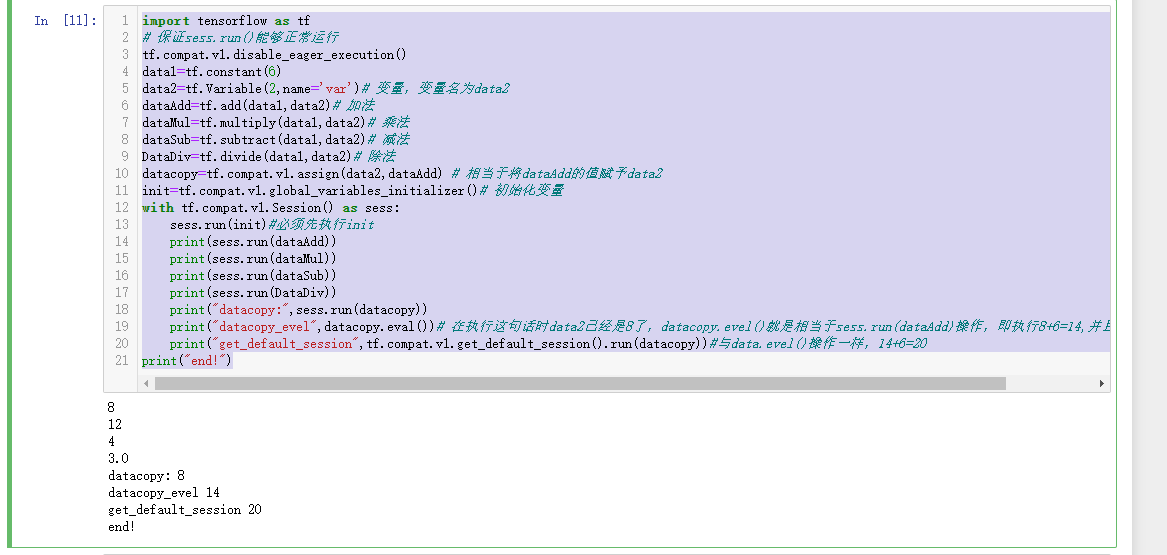 In [11]:
1 import tensorflow as tf
2 # 保证sess.run()能够正常运行
3 tf.compat.v1.disable_eager_execution()
4 data1=tf.constant(6)
5 data2=tf.Variable(2,name='var')# 变量，变量名为data2
6 dataAdd=tf.add(data1,data2)# 加法
7 dataMul=tf.multiply(data1,data2)# 乘法
8 dataSub=tf.subtract(data1,data2)# 减法
9 DataDiv=tf.divide(data1,data2)# 除法
10 datacopy=tf.compat.v1.assign(data2,dataAdd) # 相当于将dataAdd的值赋予data2
11 init=tf.compat.v1.global_variables_initializer()# 初始化变量
12 with tf.compat.v1.Session() as sess:
13     sess.run(init)#必须先执行init
14     print(sess.run(dataAdd))
15     print(sess.run(dataMul))
16     print(sess.run(dataSub))
17     print(sess.run(DataDiv))
18     print("datacopy:",sess.run(datacopy))
19     print("datacopy_evel",datacopy.eval())# 在执行这句话时data2已经是8了，datacopy.evel()就是相当于sess.run(dataAdd)操作，即执行8+6=14,并且
20     print("get_default_session",tf.compat.v1.get_default_session().run(datacopy))#与data.evel()操作一样，14+6=20
21 print("end!")
8
12
4
3.0
datacopy: 8
datacopy_evel 14
get_default_session 20
end!